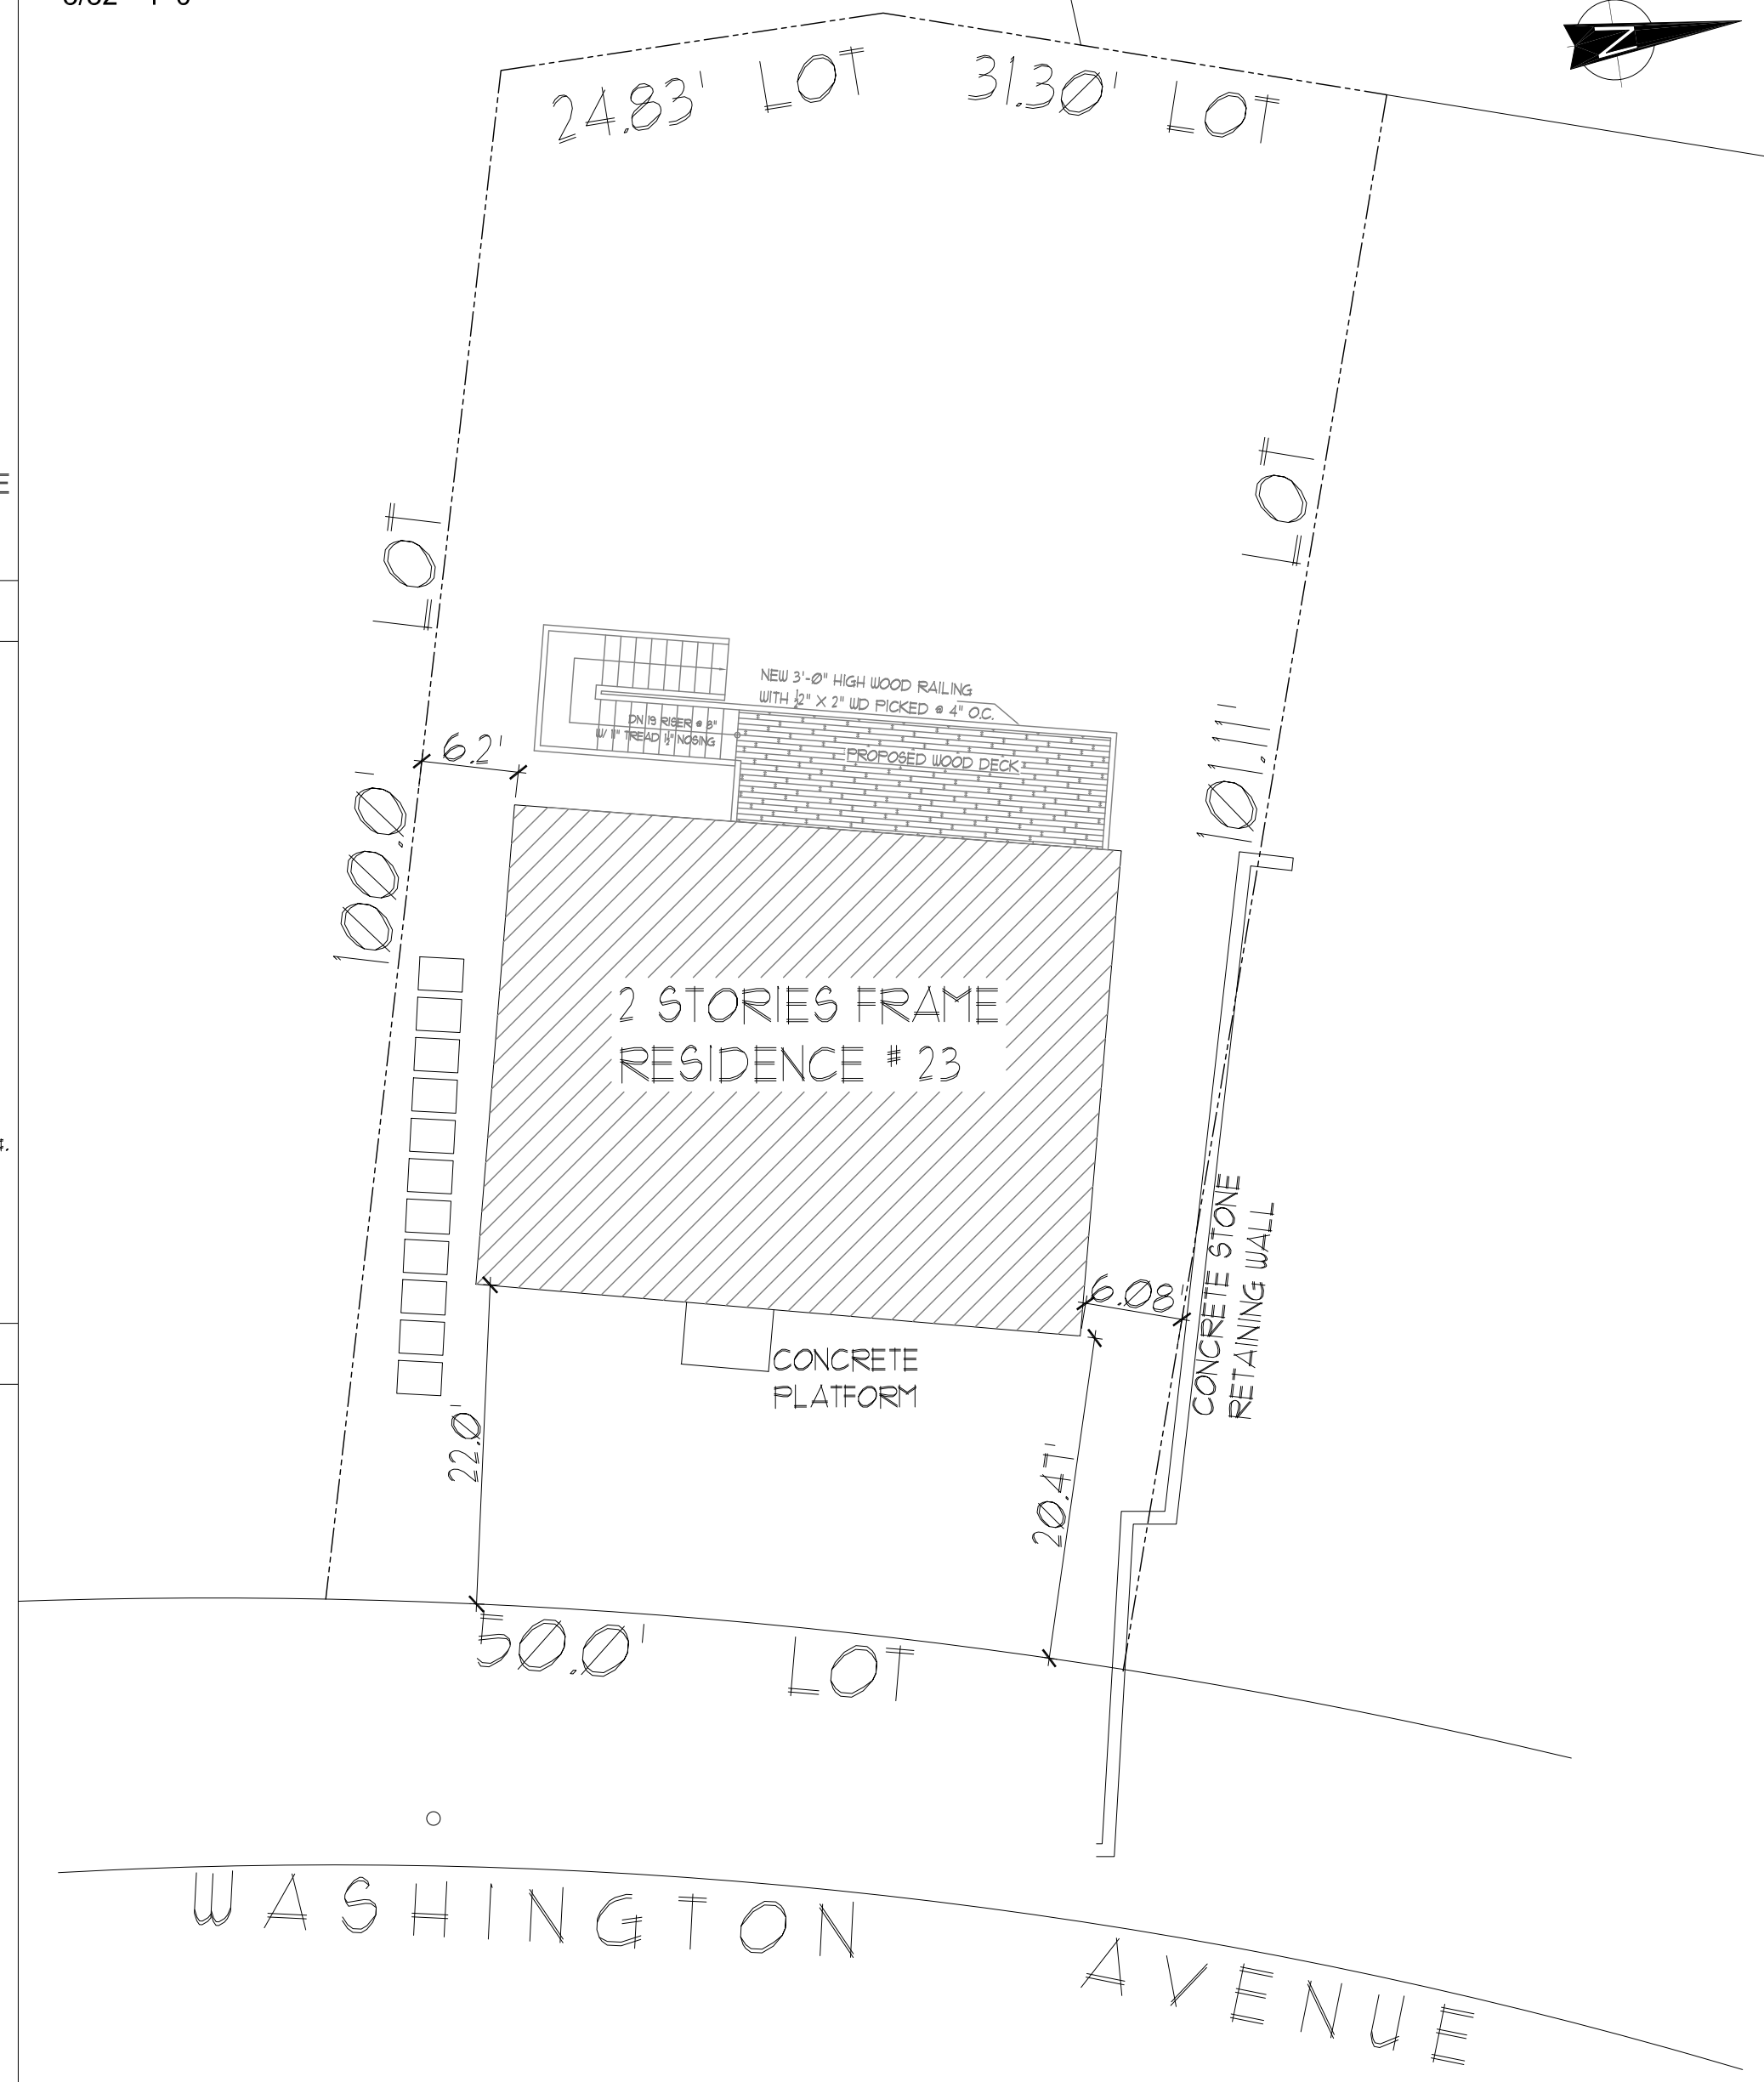 N
24.83' LOT
31.30' LOT
LOT
100.0'
LOT
101.11'
NEW 3'-0" HIGH WOOD RAILING
WITH ½" X 2" WD PICKED @ 4" O.C.
DN 19 RISER @ 8"
W/ 11" TREAD ½" NOSING
PROPOSED WOOD DECK
6.2'
2 STORIES FRAME
RESIDENCE # 23
6.08'
CONCRETE STONE
RETAINING WALL
CONCRETE
PLATFORM
22.0'
20.47'
50.0' LOT
WASHINGTON AVENUE